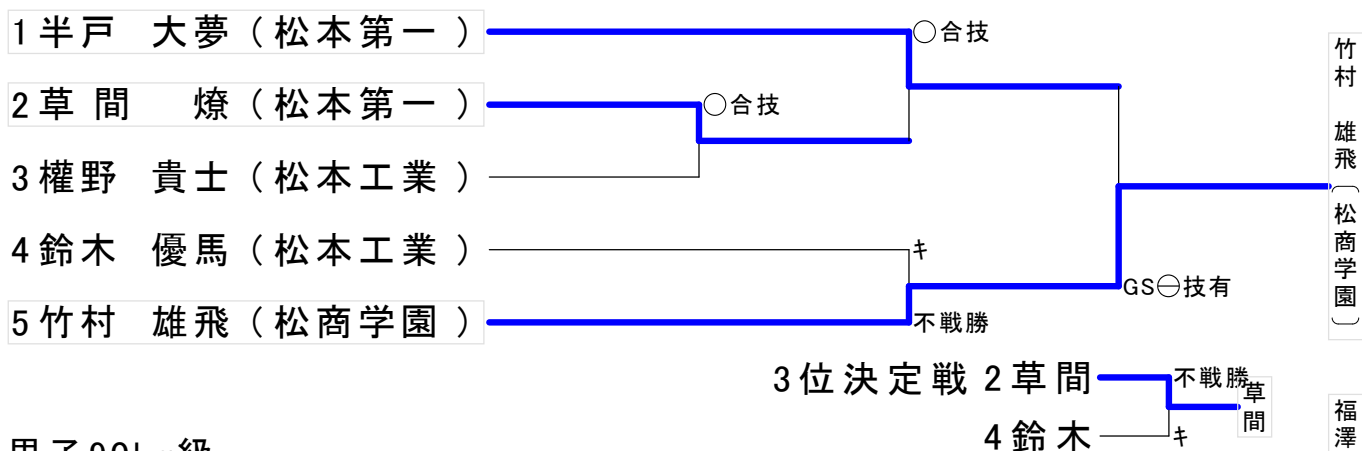 1半戸 大夢（松本第一）
○合技
2草間 燎（松本第一）
○合技
3権野 貴士（松本工業）
4鈴木 優馬（松本工業）
キ
GS㊀技有
5竹村 雄飛（松商学園）
不戦勝
竹村 雄飛（松商学園）
3位決定戦 2草間
不戦勝
草間
4鈴木
キ
福澤